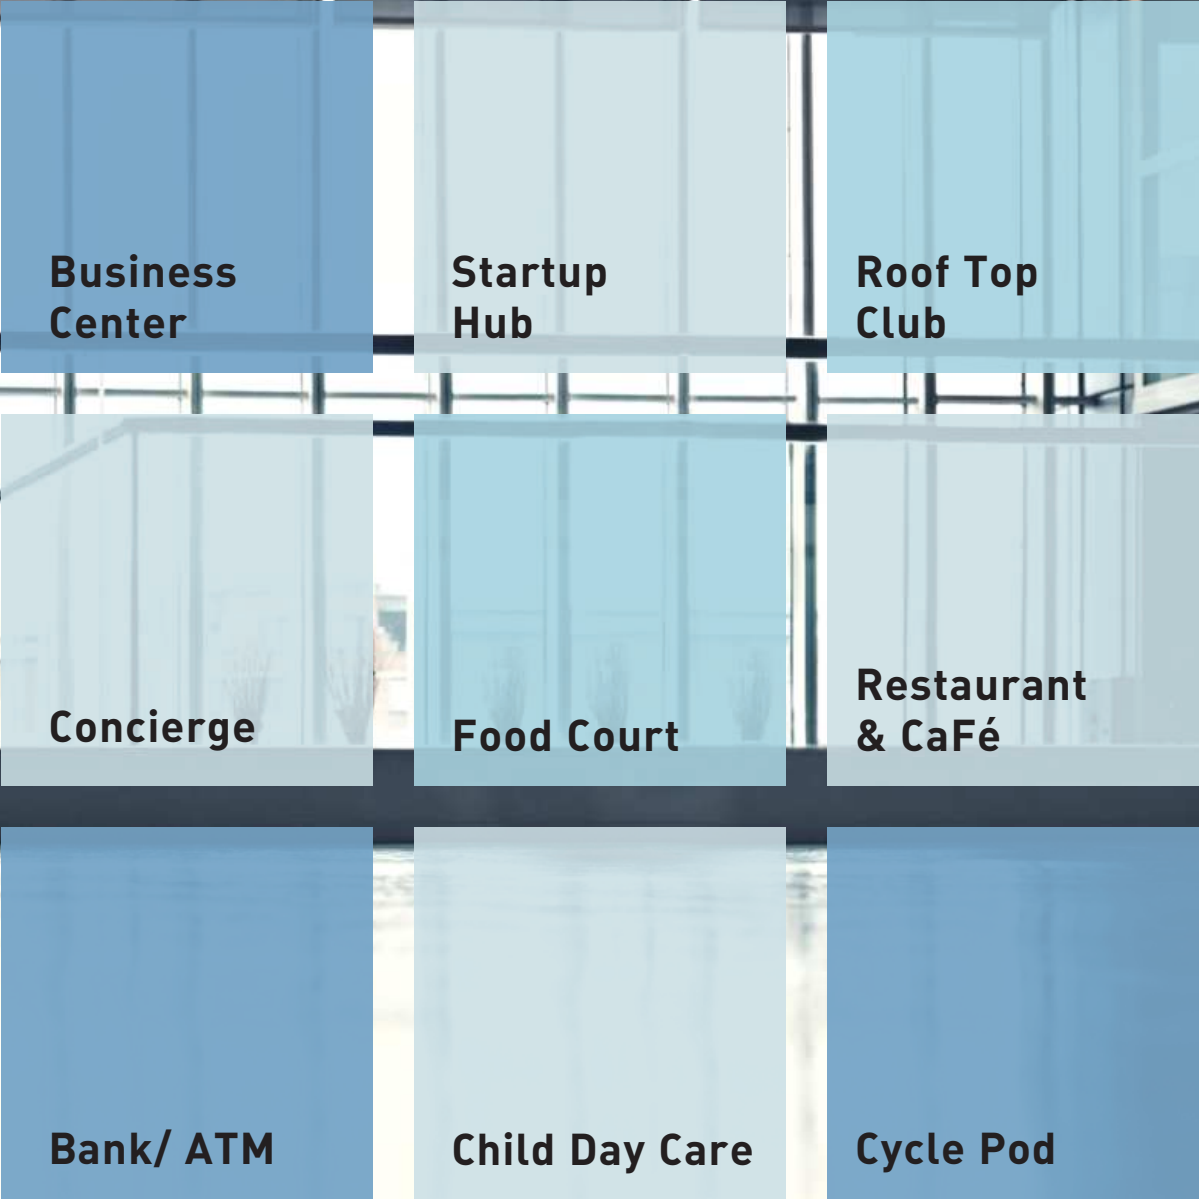 Business
Center
Startup
Hub
Roof Top
Club
Concierge
Food Court
Restaurant
& CaFé
Bank/ ATM
Child Day Care
Cycle Pod